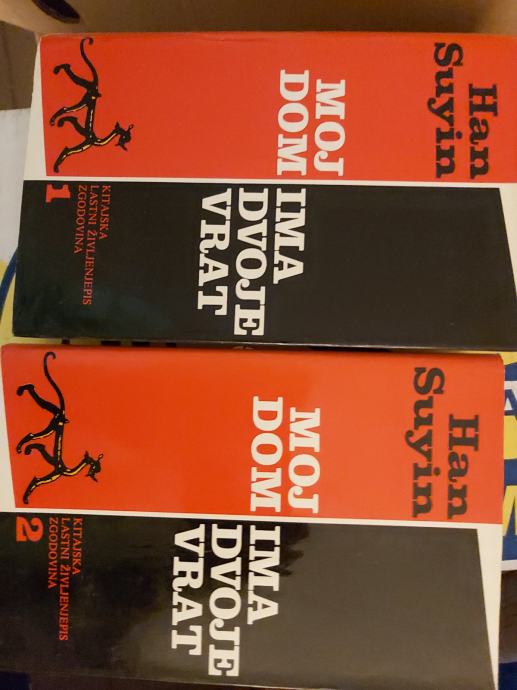 Han
Suyin
MOJ
DOM
IMA
DVOJE
VRAT
KITAJSKA
LASTNI ŽIVLJENJEPIS
ZGODOVINA
1
Han
Suyin
MOJ
DOM
IMA
DVOJE
VRAT
KITAJSKA
LASTNI ŽIVLJENJEPIS
ZGODOVINA
2